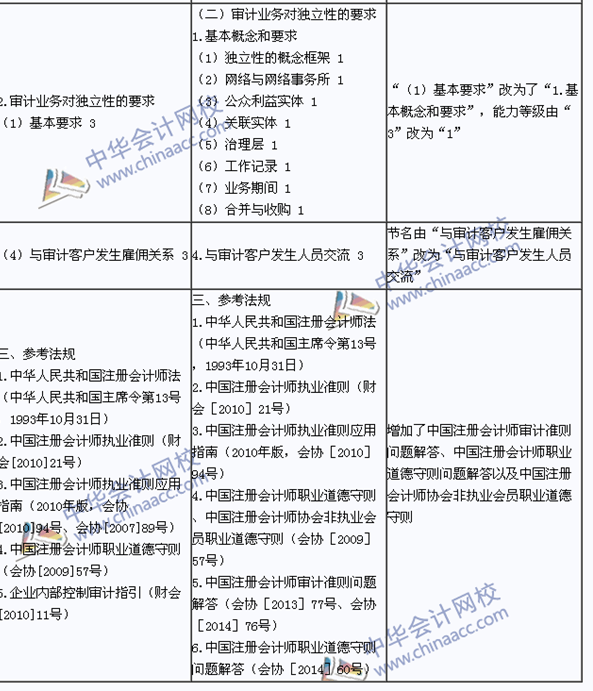 2.审计业务对独立性的要求
（1）基本要求 3
（二）审计业务对独立性的要求
1.基本概念和要求
（1）独立性的概念框架 1
（2）网络与网络事务所 1
（3）公众利益实体 1
（4）关联实体 1
（5）治理层 1
（6）工作记录 1
（7）业务期间 1
（8）合并与收购 1
“（1）基本要求”改为了“1.基
本概念和要求”，能力等级由“
3”改为“1”
（4）与审计客户发生雇佣关系 3
4.与审计客户发生人员交流 3
节名由“与审计客户发生雇佣关
系”改为“与审计客户发生人员
交流”
三、参考法规
1.中华人民共和国注册会计师法
（中华人民共和国主席令第13号
，1993年10月31日）
2.中国注册会计师执业准则（财
会[2010]21号）
3.中国注册会计师执业准则应用
指南（2010年版，会协
[2010]94号、会协[2007]89号）
4.中国注册会计师职业道德守则
（会协[2009]57号）
5.企业内部控制审计指引（财会
[2010]11号）
三、参考法规
1.中华人民共和国注册会计师法
（中华人民共和国主席令第13号
，1993年10月31日）
2.中国注册会计师执业准则（财
会［2010］21号）
3.中国注册会计师执业准则应用
指南（2010年版，会协［2010］
94号）
4.中国注册会计师职业道德守则
、中国注册会计师协会非执业会
员职业道德守则（会协［2009］
57号）
5.中国注册会计师审计准则问题
解答（会协［2013］77号、会协
［2014］76号）
6.中国注册会计师职业道德守则
问题解答（会协［2014］60号）
增加了中国注册会计师审计准则
问题解答、中国注册会计师职业
道德守则问题解答以及中国注册
会计师协会非执业会员职业道德
守则
中华会计网校
www.chinaacc.com
中华会计网校
www.chinaacc.com
中华会计网校
www.chinaacc.com
中华会计网校
www.chinaacc.com